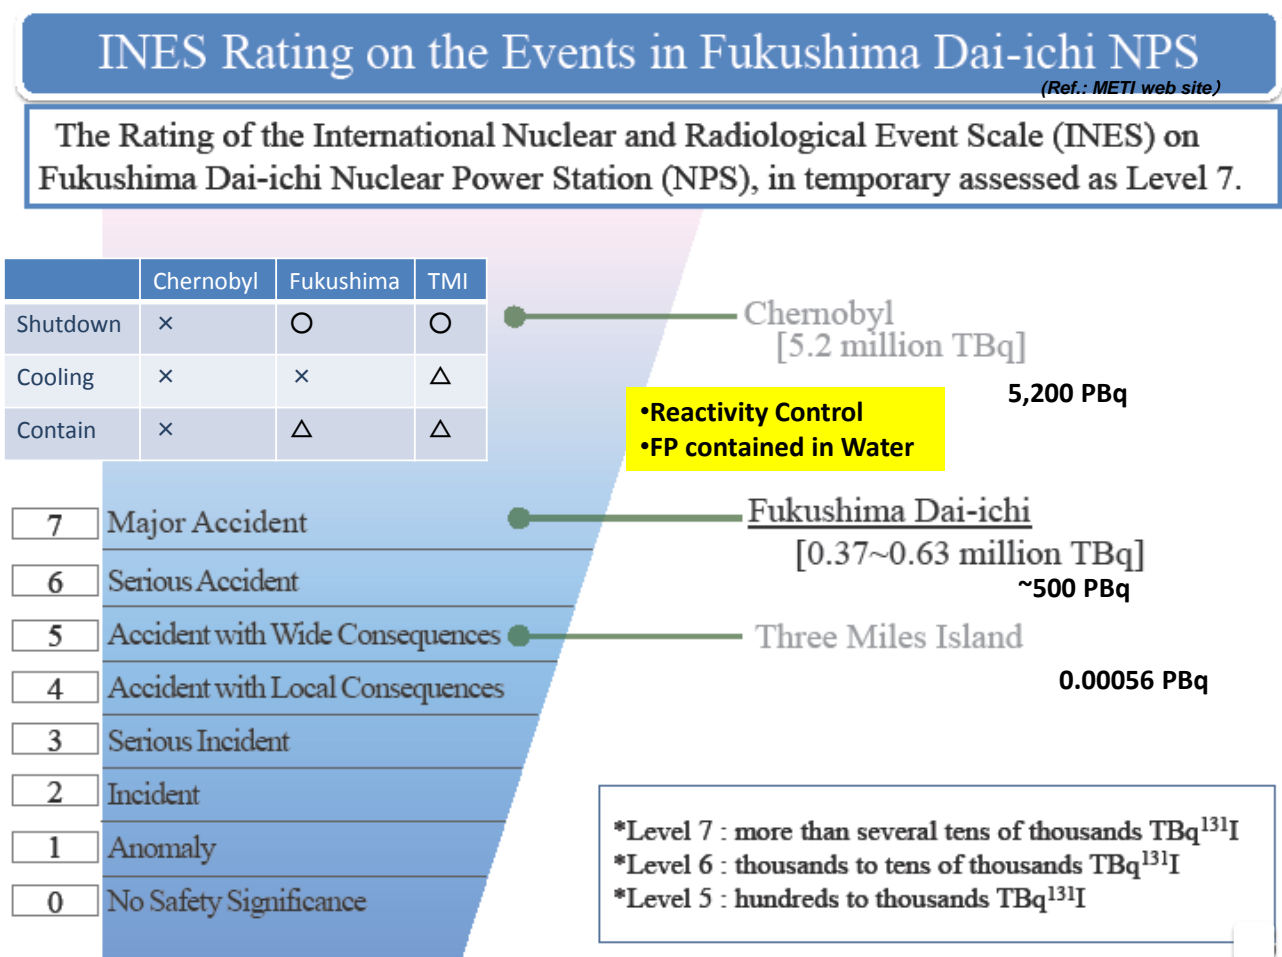 INES Rating on the Events in Fukushima Dai-ichi NPS
(Ref.: METI web site）
The Rating of the International Nuclear and Radiological Event Scale (INES) on
Fukushima Dai-ichi Nuclear Power Station (NPS), in temporary assessed as Level 7.
Chernobyl Fukushima TMI
Shutdown × ○ ○
Cooling × × △
Contain × △ △
Chernobyl
[5.2 million TBq]
5,200 PBq
•Reactivity Control
•FP contained in Water
7 Major Accident
Fukushima Dai-ichi
[0.37~0.63 million TBq]
~500 PBq
6 Serious Accident
5 Accident with Wide Consequences
Three Miles Island
0.00056 PBq
4 Accident with Local Consequences
3 Serious Incident
2 Incident
1 Anomaly
0 No Safety Significance
*Level 7 : more than several tens of thousands TBq¹³¹I
*Level 6 : thousands to tens of thousands TBq¹³¹I
*Level 5 : hundreds to thousands TBq¹³¹I